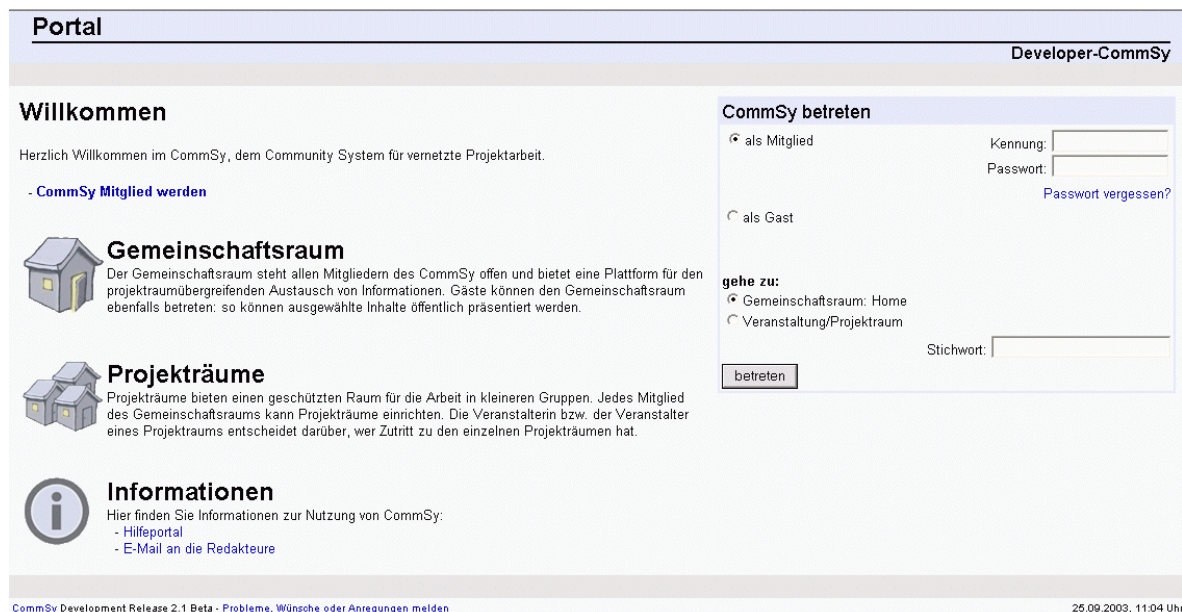 Portal
Developer-CommSy
Willkommen
Herzlich Willkommen im CommSy, dem Community System für vernetzte Projektarbeit.
- CommSy Mitglied werden
Gemeinschaftsraum
Der Gemeinschaftsraum steht allen Mitgliedern des CommSy offen und bietet eine Plattform für den
projektraumübergreifenden Austausch von Informationen. Gäste können den Gemeinschaftsraum
ebenfalls betreten: so können ausgewählte Inhalte öffentlich präsentiert werden.
Projekträume
Projekträume bieten einen geschützten Raum für die Arbeit in kleineren Gruppen. Jedes Mitglied
des Gemeinschaftsraums kann Projekträume einrichten. Die Veranstalterin bzw. der Veranstalter
eines Projektraums entscheidet darüber, wer Zutritt zu den einzelnen Projekträumen hat.
Informationen
Hier finden Sie Informationen zur Nutzung von CommSy:
- Hilfeportal
- E-Mail an die Redakteure
CommSy betreten
als Mitglied
Kennung:
Passwort:
Passwort vergessen?
als Gast
gehe zu:
Gemeinschaftsraum: Home
Veranstaltung/Projektraum
Stichwort:
betreten
CommSy Development Release 2.1 Beta - Probleme, Wünsche oder Anregungen melden
25.09.2003, 11:04 Uhr